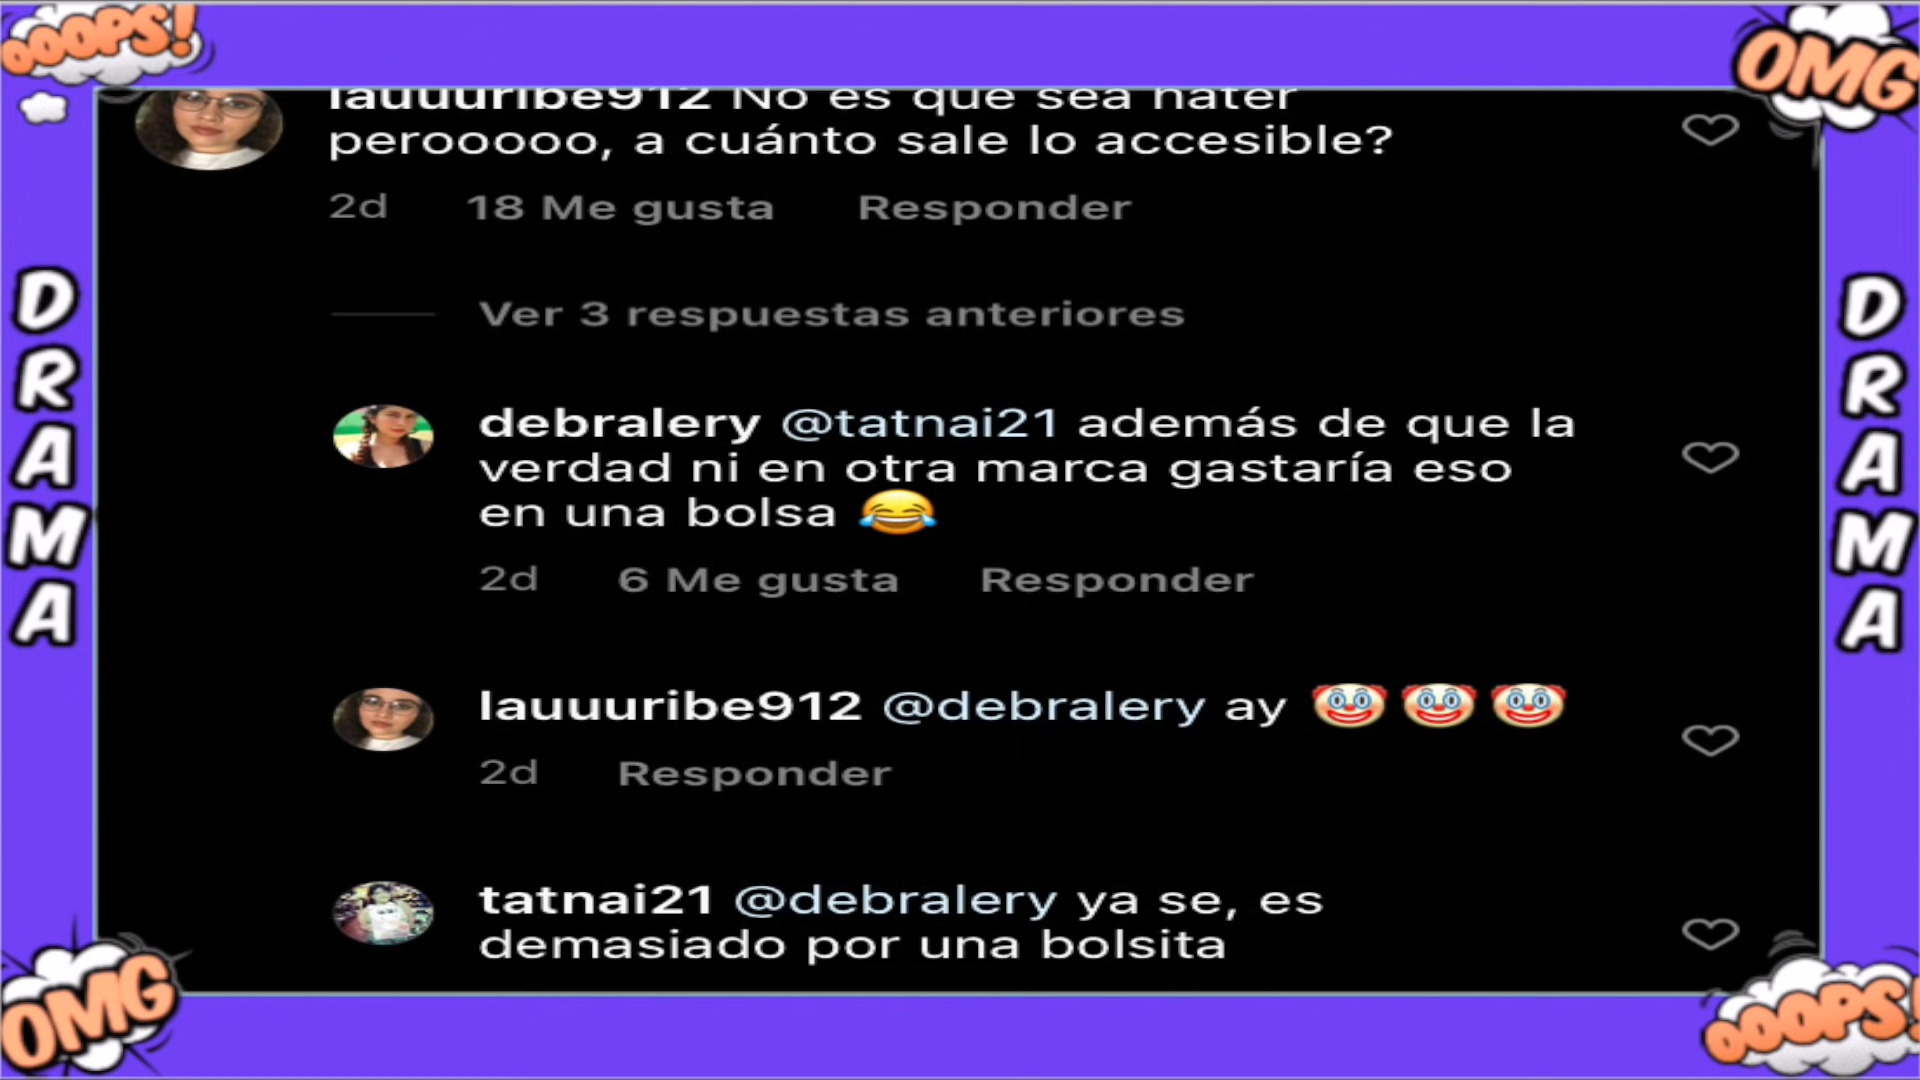 OOOPS!
OMG
lauuuribe912 No es que sea hater
perooooo, a cuánto sale lo accesible?
2d 18 Me gusta Responder
Ver 3 respuestas anteriores
debralery @tatnai21 además de que la
verdad ni en otra marca gastaría eso
en una bolsa 😂
2d 6 Me gusta Responder
lauuuribe912 @debralery ay 🤡🤡🤡
2d Responder
tatnai21 @debralery ya se, es
demasiado por una bolsita
DRAMA
DRAMA
OMG
OOOPS!